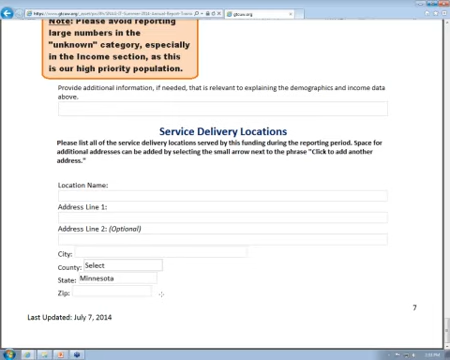 Note: Please avoid reporting
large numbers in the
"unknown" category, especially
in the Income section, as this
is our high priority population.
Provide additional information, if needed, that is relevant to explaining the demographics and income data
above.
Service Delivery Locations
Please list all of the service delivery locations served by this funding during the reporting period. Space for
additional addresses can be added by selecting the small arrow next to the phrase "Click to add another
address."
Location Name:
Address Line 1:
Address Line 2: (Optional)
City:
County: Select
State: Minnesota
Zip:
7
Last Updated: July 7, 2014